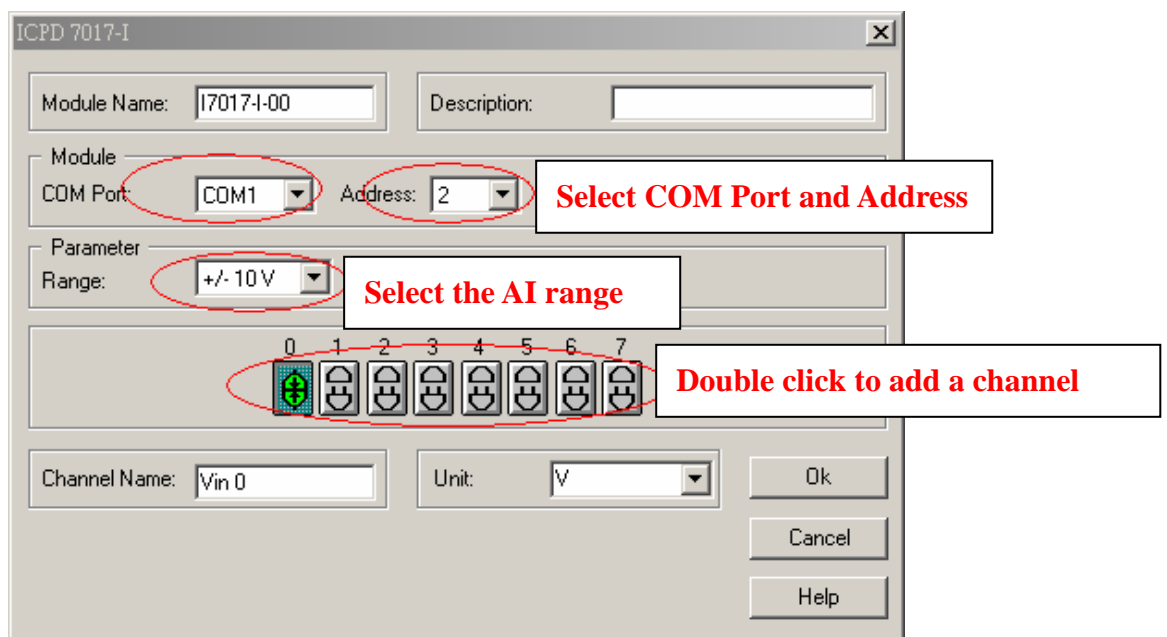 ICPD 7017-I
Module Name: I7017-I-00 Description:
Module
COM Port: COM1 Address: 2
Select COM Port and Address
Parameter
Range: +/- 10 V
Select the AI range
0 1 2 3 4 5 6 7
Double click to add a channel
Channel Name: Vin 0 Unit: V
Ok
Cancel
Help